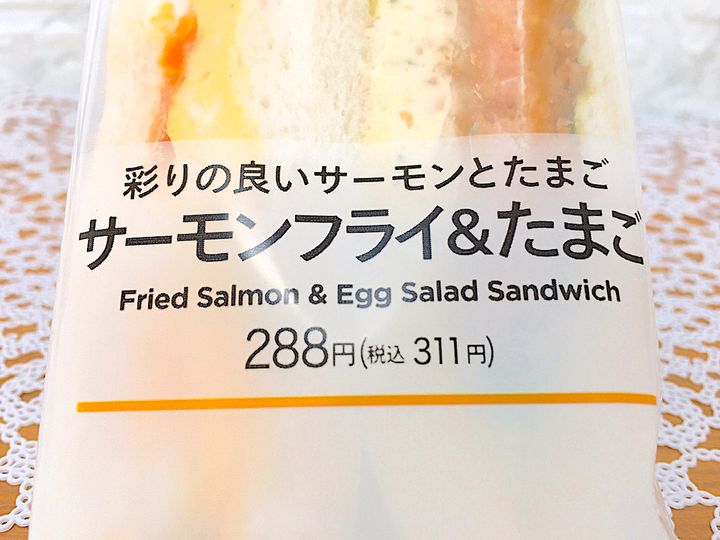 彩りの良いサーモンとたまご
サーモンフライ&たまご
Fried Salmon & Egg Salad Sandwich
288円(税込 311円)